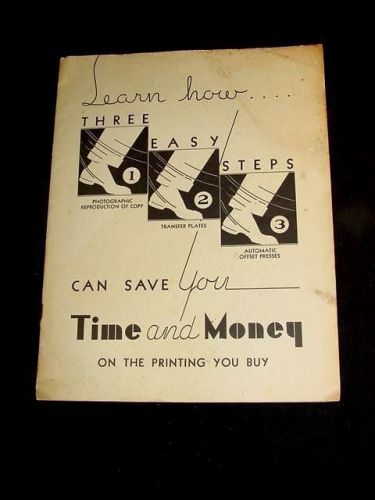 Learn how....
THREE
EASY
STEPS
1
PHOTOGRAPHIC
REPRODUCTION OF COPY
2
TRANSFER PLATES
3
AUTOMATIC
OFFSET PRESSES
CAN SAVE You
Time and Money
ON THE PRINTING YOU BUY